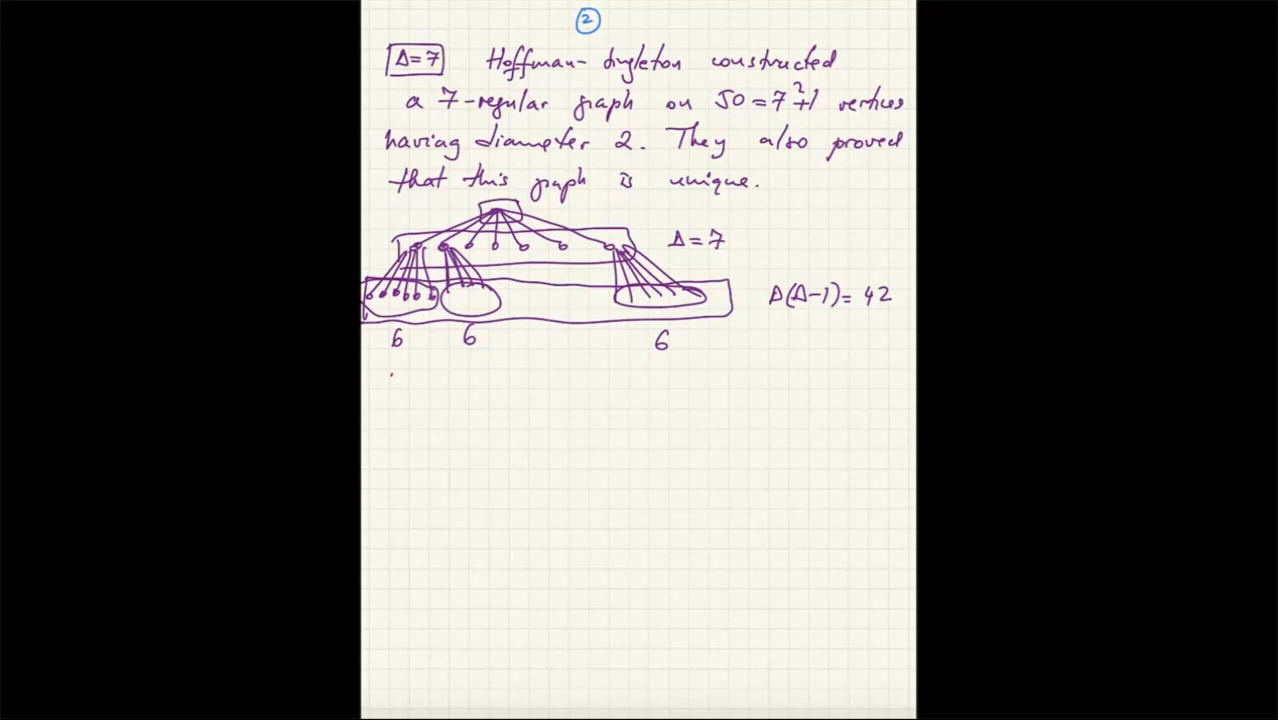 2
Δ=7 Hoffman-Singleton constructed
a 7-regular graph on 50=7²+1 vertices
having diameter 2. They also proved
that this graph is unique.
Δ=7
Δ(Δ-1)=42
6 6 6